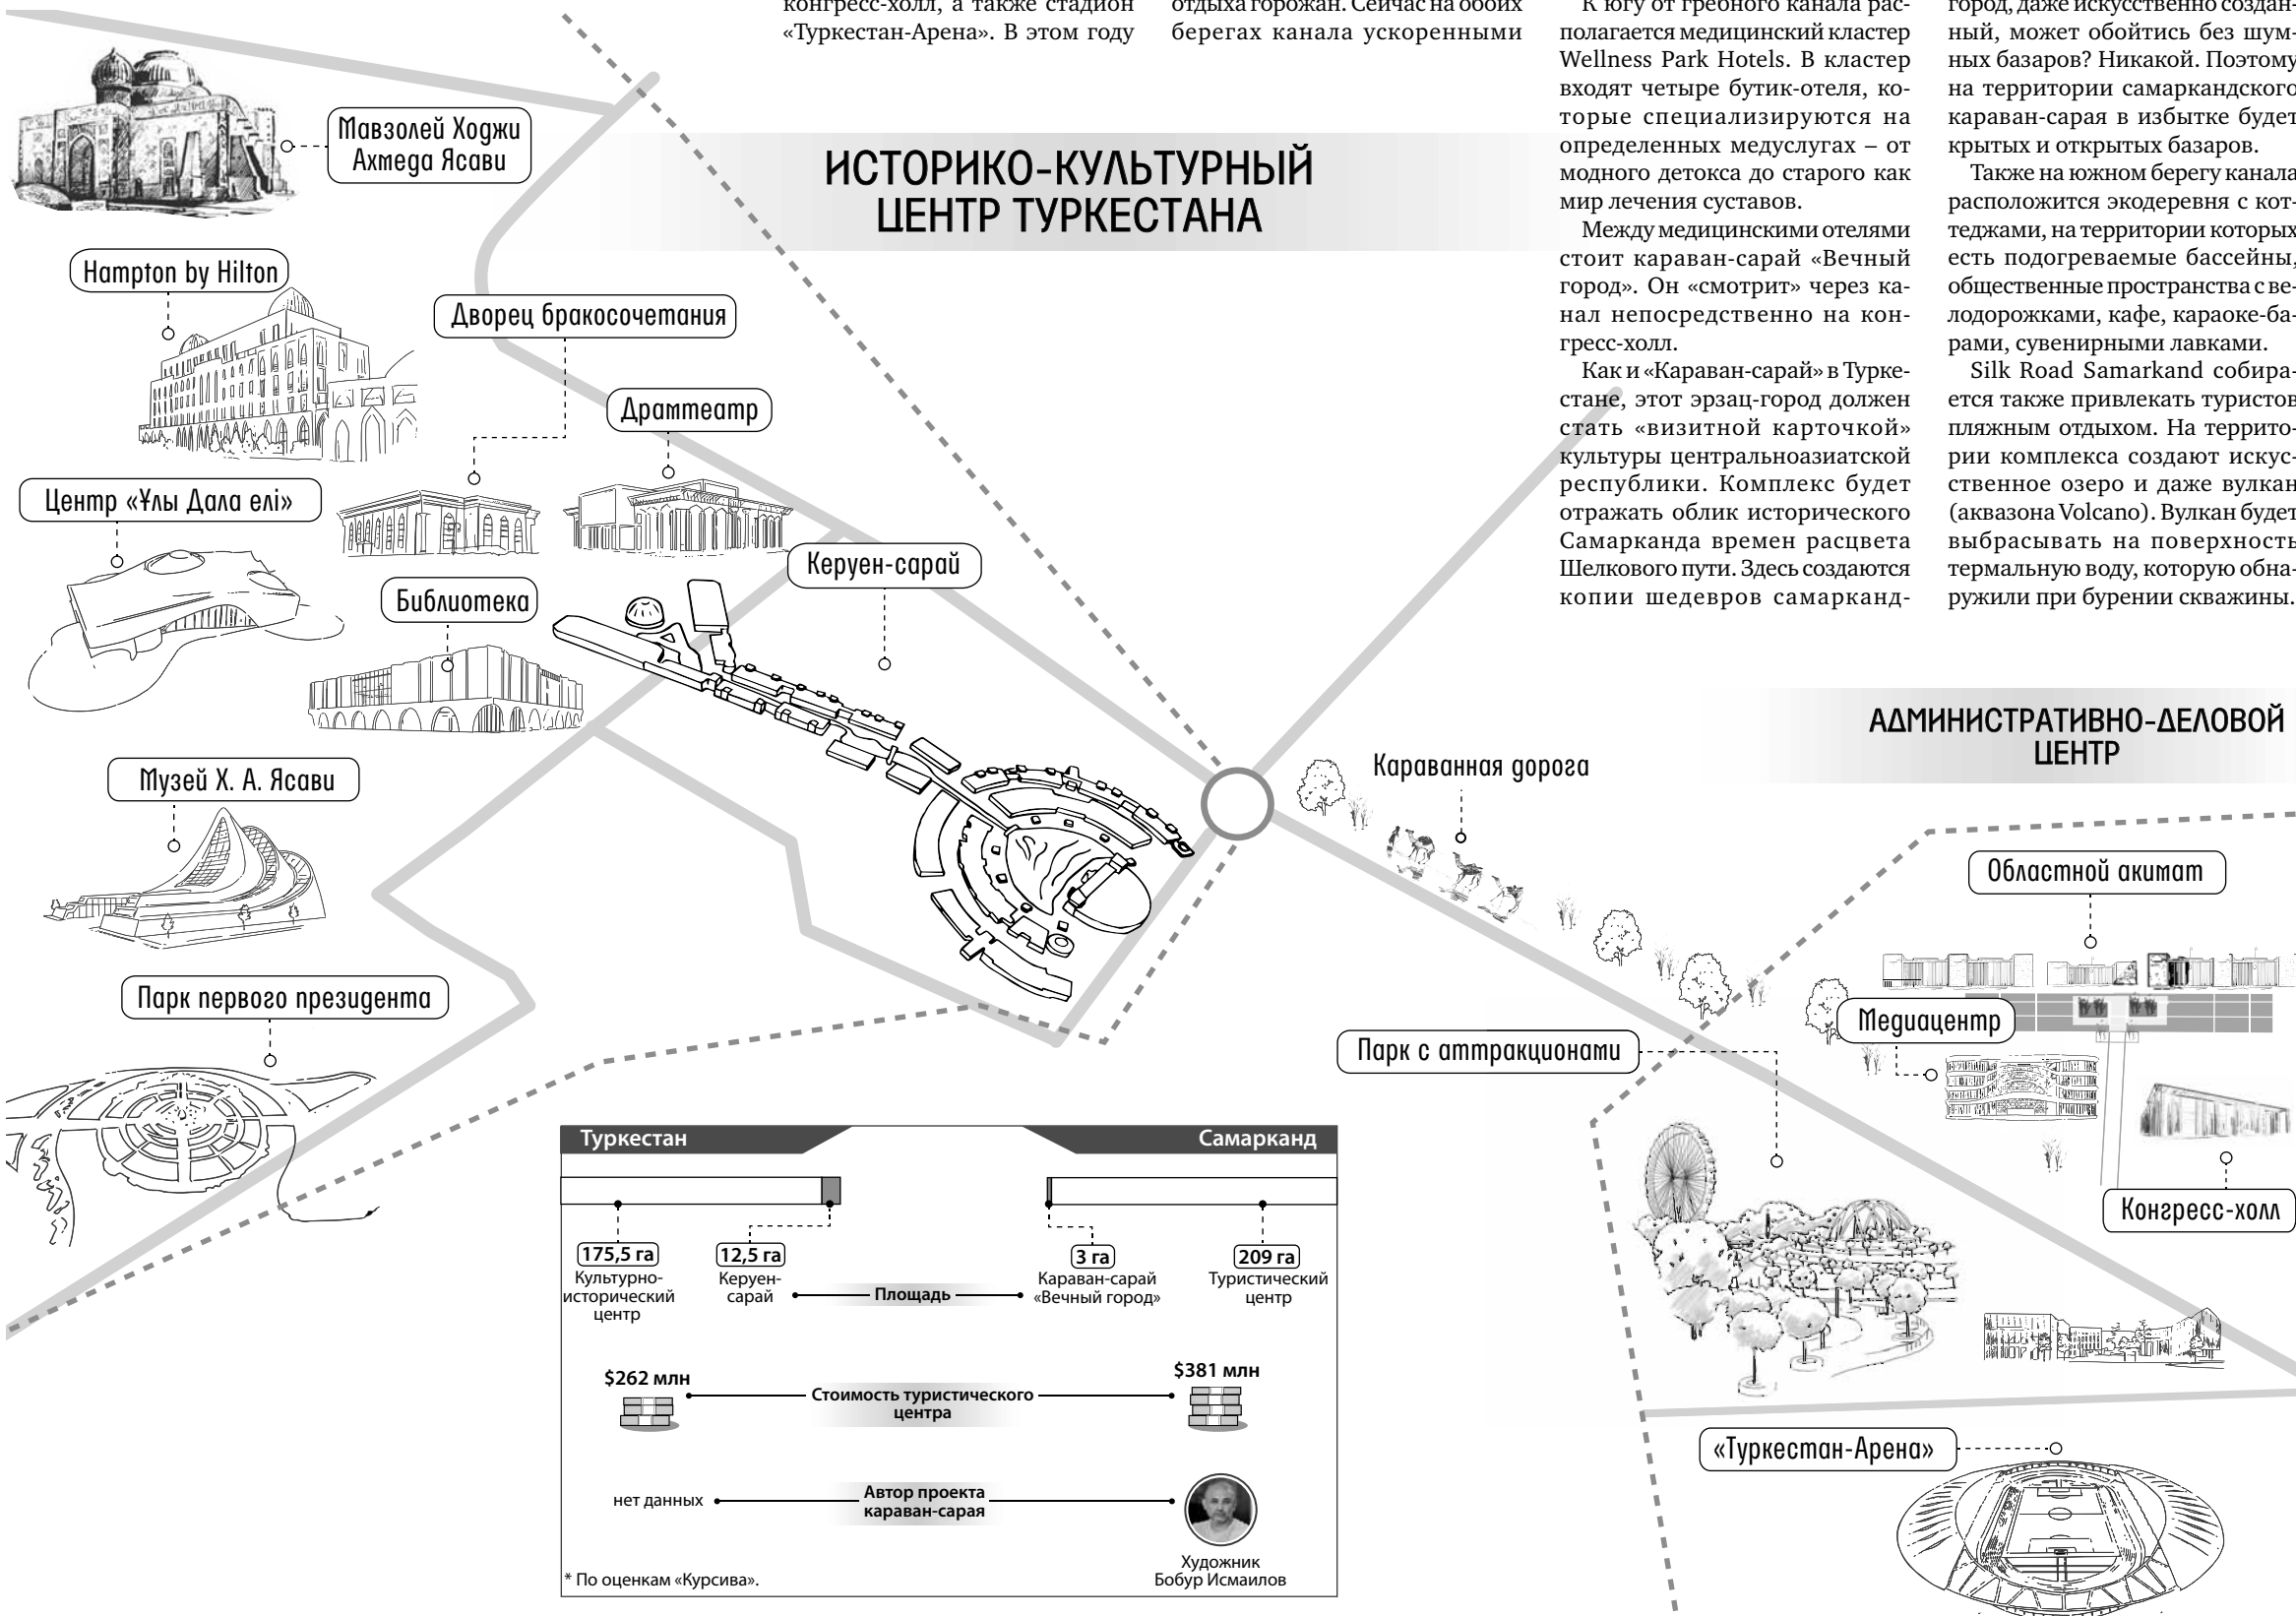 конгресс-холл, а также стадион
«Туркестан-Арена». В этом году
отдыха горожан. Сейчас на обоих
берегах канала ускоренными
К югу от гребного канала рас-
полагается медицинский кластер
Wellness Park Hotels. В кластер
входят четыре бутик-отеля, ко-
торые специализируются на
определенных медуслугах – от
модного детокса до старого как
мир лечения суставов.
Между медицинскими отелями
стоит караван-сарай «Вечный
город». Он «смотрит» через ка-
нал непосредственно на кон-
гресс-холл.
Как и «Караван-сарай» в Турке-
стане, этот эрзац-город должен
стать «визитной карточкой»
культуры центральноазиатской
республики. Комплекс будет
отражать облик исторического
Самарканда времен расцвета
Шелкового пути. Здесь создаются
копии шедевров самарканд-
город, даже искусственно создан-
ный, может обойтись без шум-
ных базаров? Никакой. Поэтому
на территории самаркандского
караван-сарая в избытке будет
крытых и открытых базаров.
Также на южном берегу канала
расположится экодеревня с кот-
теджами, на территории которых
есть подогреваемые бассейны,
общественные пространства с ве-
лодорожками, кафе, караоке-ба-
рами, сувенирными лавками.
Silk Road Samarkand собира-
ется также привлекать туристов
пляжным отдыхом. На террито-
рии комплекса создают искус-
ственное озеро и даже вулкан
(аквазона Volcano). Вулкан будет
выбрасывать на поверхность
термальную воду, которую обна-
ружили при бурении скважины.
ИСТОРИКО-КУЛЬТУРНЫЙ
ЦЕНТР ТУРКЕСТАНА
Мавзолей Ходжи
Ахмеда Ясави
Hampton by Hilton
Дворец бракосочетания
Драмтеатр
Центр «Ұлы Дала елі»
Керуен-сарай
Библиотека
Музей Х. А. Ясави
Парк первого президента
Караванная дорога
АДМИНИСТРАТИВНО-ДЕЛОВОЙ
ЦЕНТР
Областной акимат
Медиацентр
Парк с аттракционами
Конгресс-холл
«Туркестан-Арена»
Туркестан
Самарканд
175,5 га
Культурно-
исторический
центр
12,5 га
Керуен-
сарай
Площадь
3 га
Караван-сарай
«Вечный город»
209 га
Туристический
центр
$262 млн
Стоимость туристического
центра
$381 млн
нет данных
Автор проекта
караван-сарая
Художник
Бобур Исмаилов
* По оценкам «Курсива».